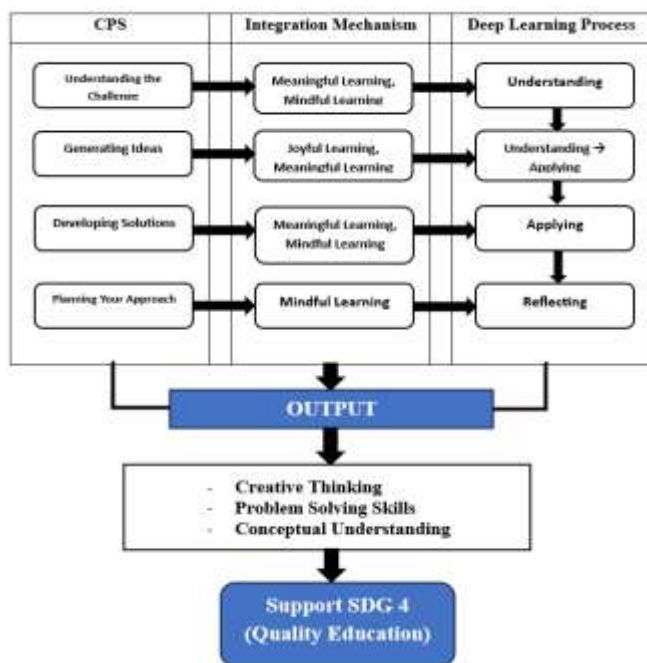 CPS
Integration Mechanism
Deep Learning Process
Understanding the
Challenge
Meaningful Learning,
Mindful Learning
Understanding
Generating Ideas
Joyful Learning,
Meaningful Learning
Understanding →
Applying
Developing Solutions
Meaningful Learning,
Mindful Learning
Applying
Planning Your Approach
Mindful Learning
Reflecting
OUTPUT
- Creative Thinking
- Problem Solving Skills
- Conceptual Understanding
Support SDG 4
(Quality Education)